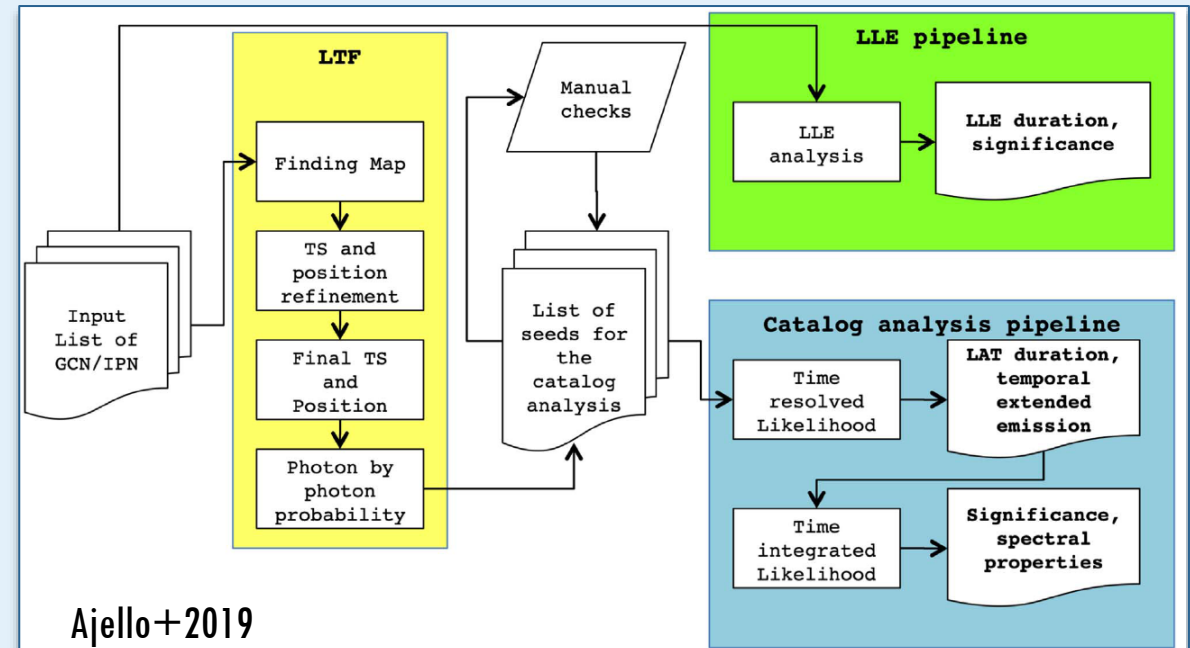 Input
List of
GCN/IPN
LTF
Finding Map
TS and
position
refinement
Final TS
and
Position
Photon by
photon
probability
Manual
checks
List of
seeds for
the
catalog
analysis
LLE pipeline
LLE
analysis
LLE duration,
significance
Catalog analysis pipeline
Time
resolved
Likelihood
LAT duration,
temporal
extended
emission
Time
integrated
Likelihood
Significance,
spectral
properties
Ajello+2019